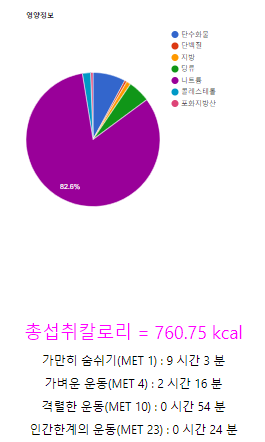 영양정보
단수화물
단백질
지방
당류
나트륨
콜레스테롤
포화지방산
82.6%
총섭취칼로리 = 760.75 kcal
가만히 숨쉬기(MET 1) : 9 시간 3 분
가벼운 운동(MET 4) : 2 시간 16 분
격렬한 운동(MET 10) : 0 시간 54 분
인간한계의 운동(MET 23) : 0 시간 24 분